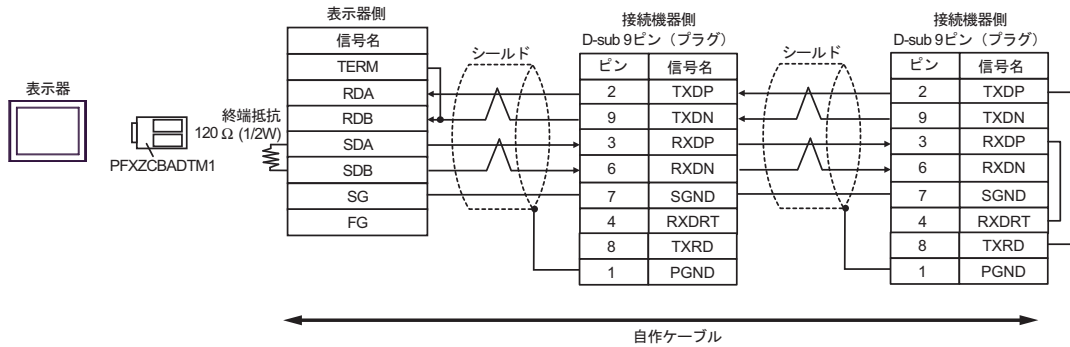 表示器
PFXZCBADTM1
終端抵抗
120 Ω (1/2W)
表示器側
信号名
TERM
RDA
RDB
SDA
SDB
SG
FG
シールド
接続機器側
D-sub 9ピン（プラグ）
ピン 信号名
2 TXDP
9 TXDN
3 RXDP
6 RXDN
7 SGND
4 RXDRT
8 TXRD
1 PGND
シールド
接続機器側
D-sub 9ピン（プラグ）
ピン 信号名
2 TXDP
9 TXDN
3 RXDP
6 RXDN
7 SGND
4 RXDRT
8 TXRD
1 PGND
自作ケーブル